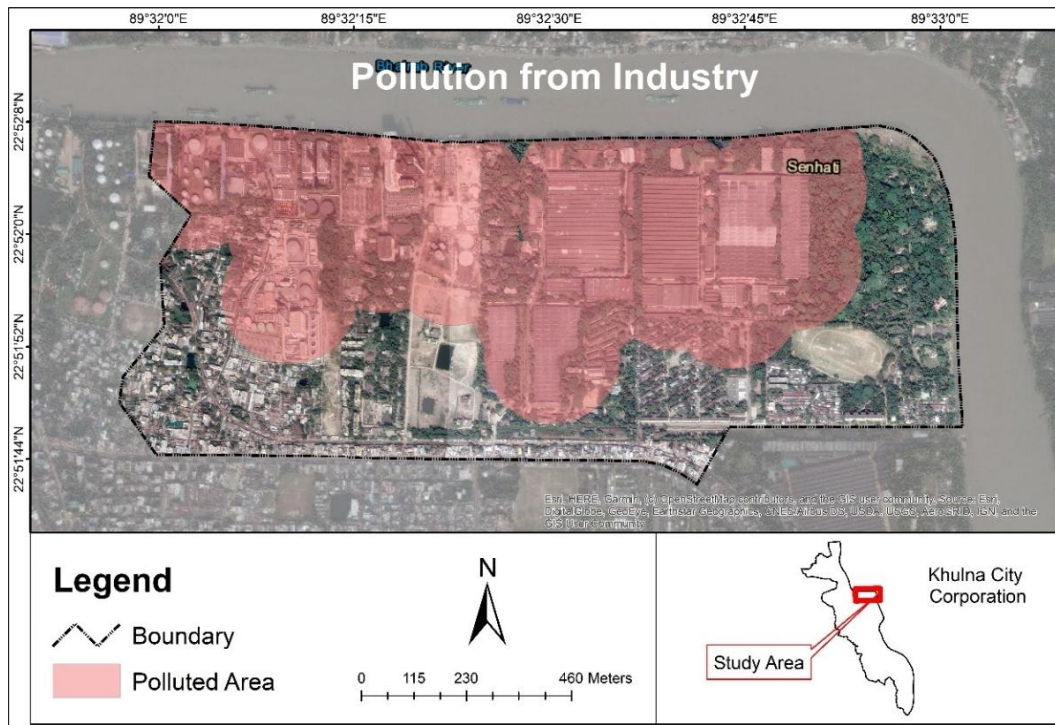 89°32'0"E 89°32'15"E 89°32'30"E 89°32'45"E 89°33'0"E
Bhairab River
Pollution from Industry
Senhati
22°52'8"N
22°52'0"N
22°51'52"N
22°51'44"N
Esri, HERE, Garmin, (c) OpenStreetMap contributors, and the GIS user community, Source: Esri,
DigitalGlobe, GeoEye, Earthstar Geographics, CNES/Airbus DS, USDA, USGS, AeroGRID, IGN, and the
GIS User Community
Legend
Boundary
Polluted Area
N
0 115 230 460 Meters
Khulna City
Corporation
Study Area